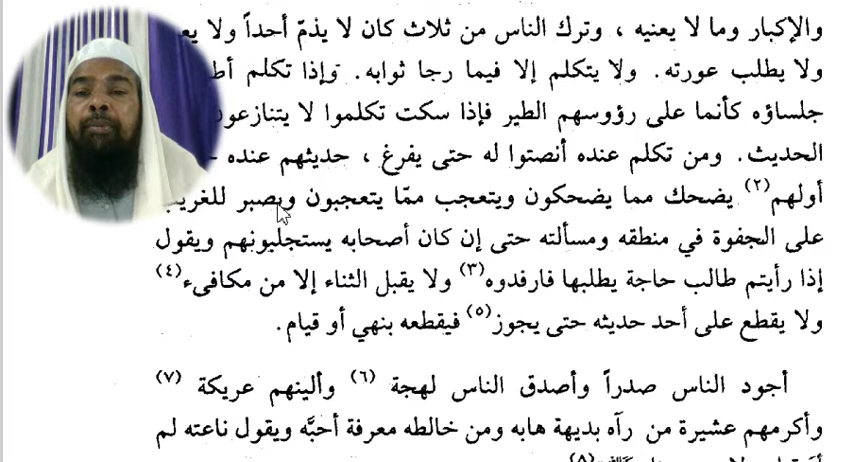 والإكبار وما لا يعنيه ، وترك الناس من ثلاث كان لا يذمّ أحداً ولا
ولا يطلب عورته. ولا يتكلم إلا فيما رجا ثوابه. وإذا تكلم
جلساؤه كأنما على رؤوسهم الطير فإذا سكت تكلموا لا يتنازعون
الحديث. ومن تكلم عنده أنصتوا له حتى يفرغ ، حديثهم عنده
أولهم(٢) يضحك مما يضحكون ويتعجب ممّا يتعجبون ويصبر للغريب
على الجفوة في منطقه ومسألته حتى إن كان أصحابه يستجلبونهم ويقول
إذا رأيتم طالب حاجة يطلبها فارفدوه(٣) ولا يقبل الثناء إلا من مكافىء(٤)
ولا يقطع على أحد حديثه حتى يجوز(٥) فيقطعه بنهي أو قيام.
أجود الناس صدراً وأصدق الناس لهجة (٦) وألينهم عريكة (٧)
وأكرمهم عشيرة من رآه بديهة هابه ومن خالطه معرفة أحبَّه ويقول ناعته لم